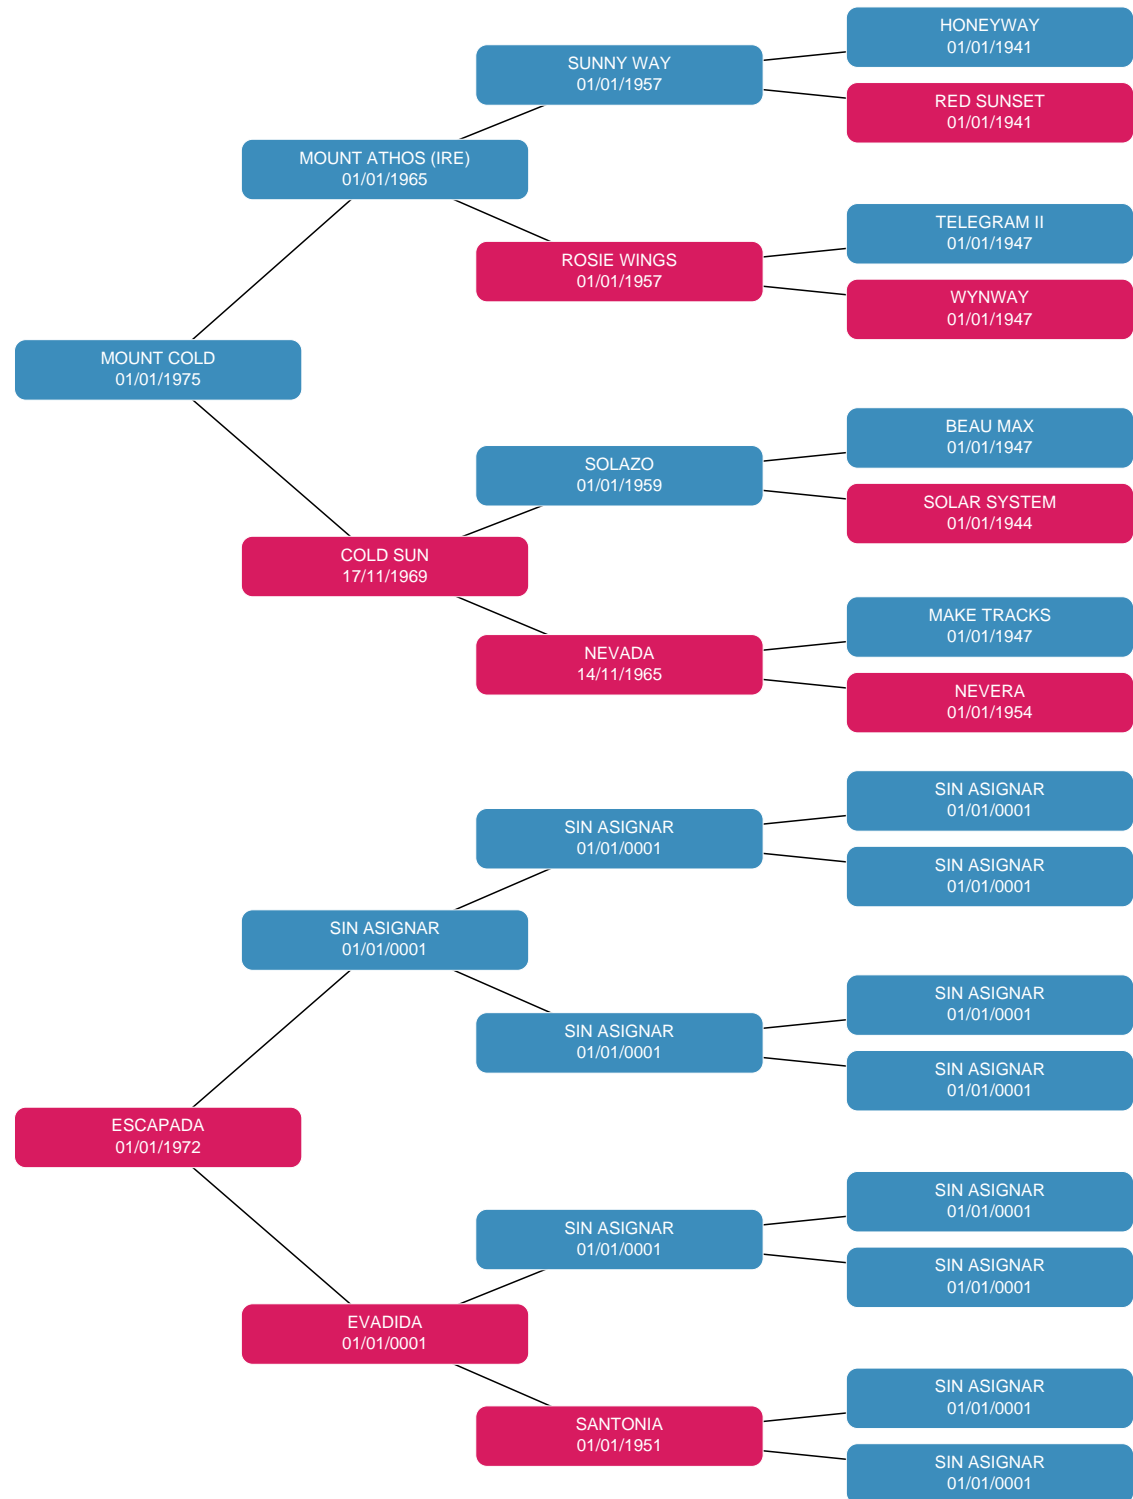 HONEYWAY
01/01/1941
SUNNY WAY
01/01/1957
RED SUNSET
01/01/1941
MOUNT ATHOS (IRE)
01/01/1965
TELEGRAM II
01/01/1947
ROSIE WINGS
01/01/1957
WYNWAY
01/01/1947
MOUNT COLD
01/01/1975
BEAU MAX
01/01/1947
SOLAZO
01/01/1959
SOLAR SYSTEM
01/01/1944
COLD SUN
17/11/1969
MAKE TRACKS
01/01/1947
NEVADA
14/11/1965
NEVERA
01/01/1954
SIN ASIGNAR
01/01/0001
SIN ASIGNAR
01/01/0001
SIN ASIGNAR
01/01/0001
SIN ASIGNAR
01/01/0001
SIN ASIGNAR
01/01/0001
SIN ASIGNAR
01/01/0001
SIN ASIGNAR
01/01/0001
ESCAPADA
01/01/1972
SIN ASIGNAR
01/01/0001
SIN ASIGNAR
01/01/0001
SIN ASIGNAR
01/01/0001
EVADIDA
01/01/0001
SIN ASIGNAR
01/01/0001
SANTONIA
01/01/1951
SIN ASIGNAR
01/01/0001